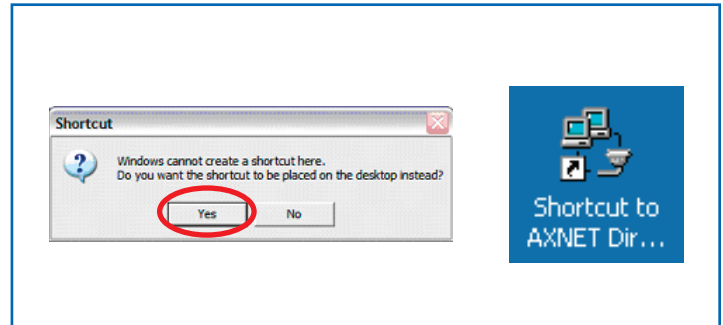 Shortcut
Windows cannot create a shortcut here.
Do you want the shortcut to be placed on the desktop instead?
Yes
No
Shortcut to
AXNET Dir...